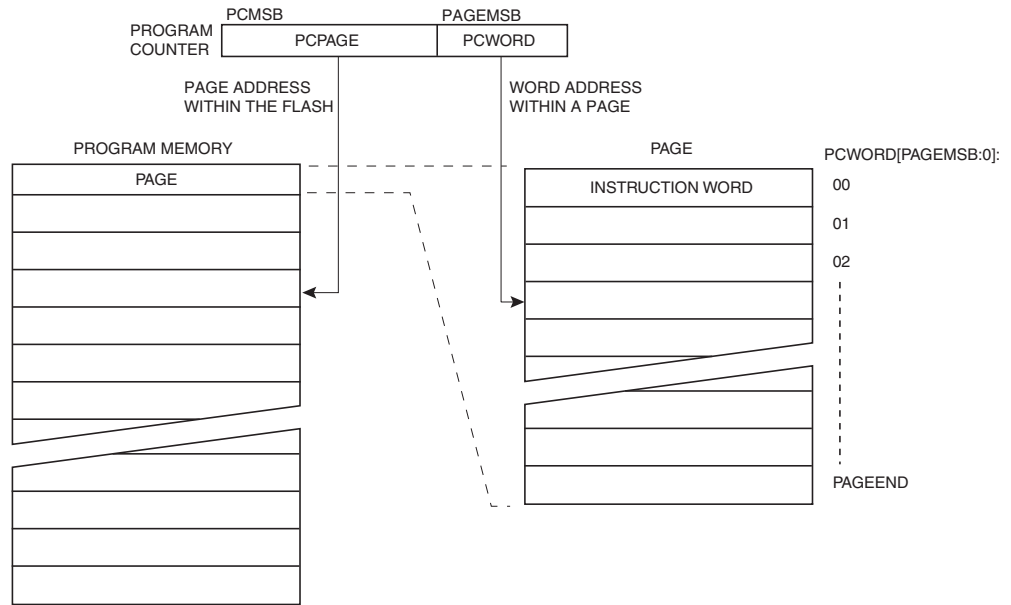 PCMSB
PAGEMSB
PROGRAM
COUNTER
PCPAGE
PCWORD
PAGE ADDRESS
WITHIN THE FLASH
WORD ADDRESS
WITHIN A PAGE
PROGRAM MEMORY
PAGE
PAGE
PCWORD[PAGEMSB:0]:
INSTRUCTION WORD
00
01
02
PAGEEND